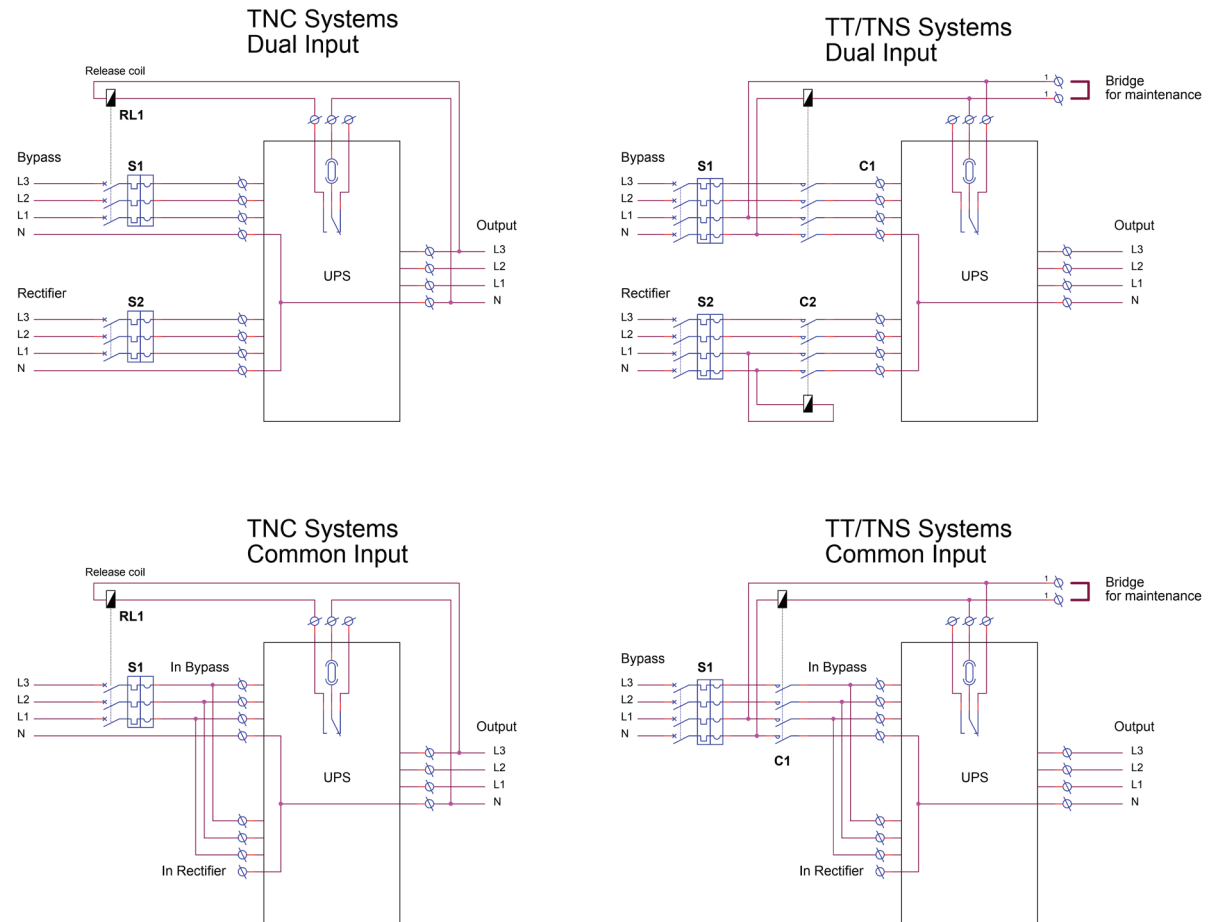 TNC Systems
Dual Input
Release coil
RL1
Bypass
S1
L3
L2
L1
N
Rectifier
S2
L3
L2
L1
N
UPS
Output
L3
L2
L1
N
TT/TNS Systems
Dual Input
1
1
Bridge
for maintenance
Bypass
S1
C1
L3
L2
L1
N
Rectifier
S2
C2
L3
L2
L1
N
UPS
Output
L3
L2
L1
N
TNC Systems
Common Input
Release coil
RL1
S1
In Bypass
L3
L2
L1
N
UPS
Output
L3
L2
L1
N
In Rectifier
TT/TNS Systems
Common Input
1
1
Bridge
for maintenance
Bypass
S1
In Bypass
L3
L2
L1
N
C1
UPS
Output
L3
L2
L1
N
In Rectifier